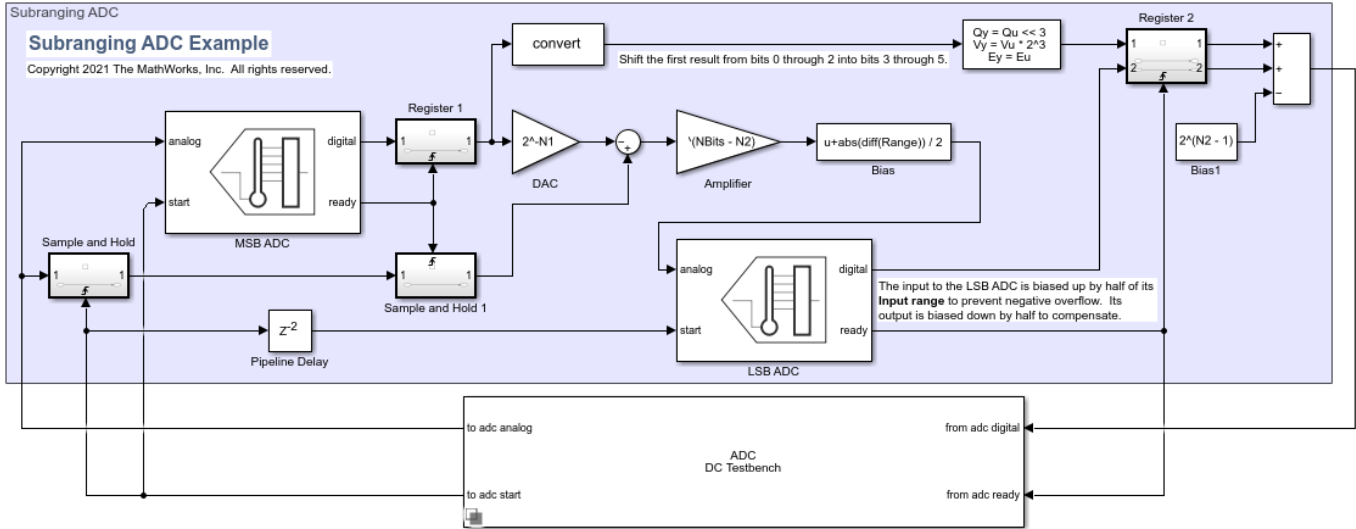 Subranging ADC
Subranging ADC Example
Copyright 2021 The MathWorks, Inc. All rights reserved.
convert
Shift the first result from bits 0 through 2 into bits 3 through 5.
Qy = Qu << 3
Vy = Vu * 2^3
Ey = Eu
Register 2
1
1
2
2
+
+
−
2^(N2 - 1)
Bias1
analog
digital
start
ready
MSB ADC
Register 1
1
1
2^-N1
DAC
−
+
'(NBits - N2)
Amplifier
u+abs(diff(Range)) / 2
Bias
Sample and Hold
1
1
1
1
Sample and Hold 1
z-2
Pipeline Delay
analog
digital
start
ready
LSB ADC
The input to the LSB ADC is biased up by half of its
Input range to prevent negative overflow. Its
output is biased down by half to compensate.
to adc analog
from adc digital
ADC
DC Testbench
to adc start
from adc ready